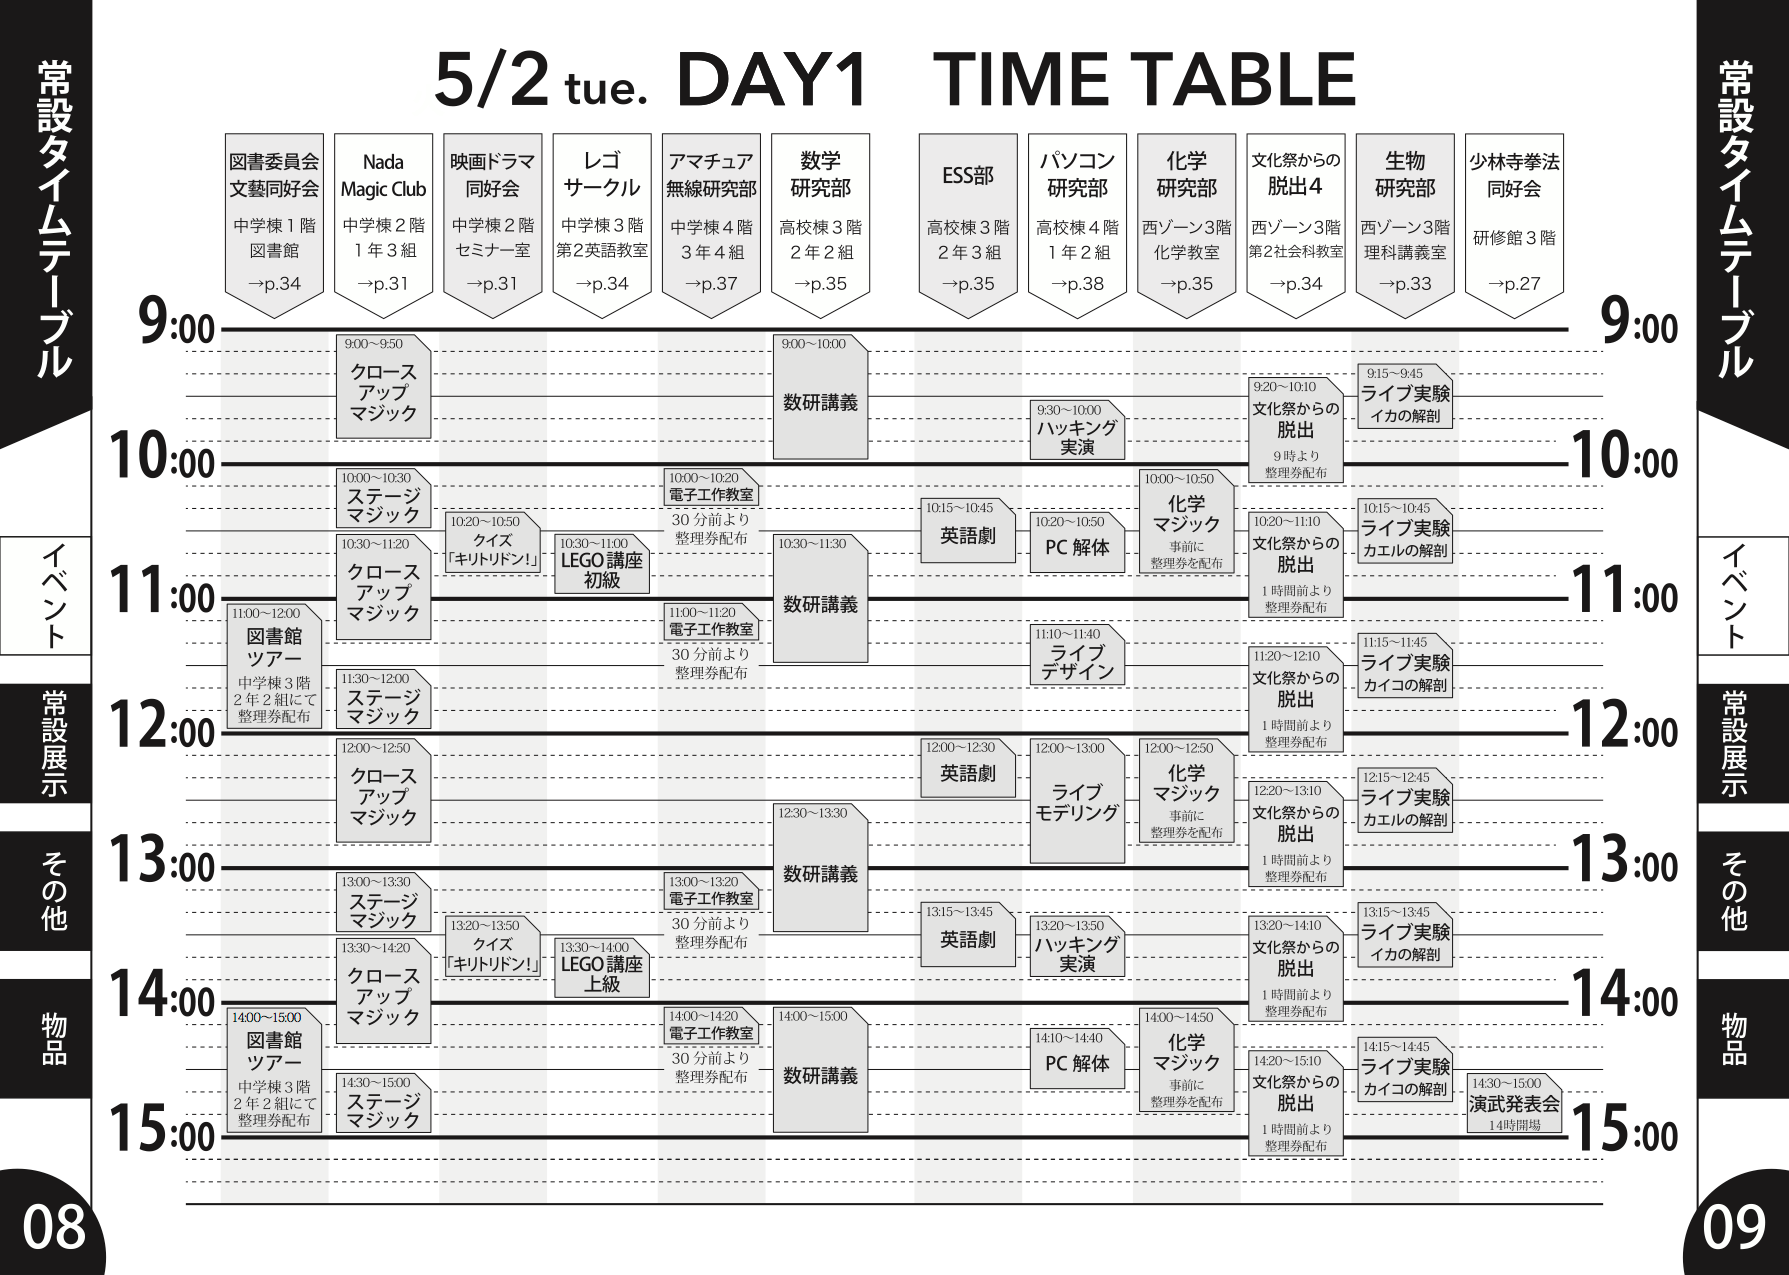 5/2 tue. DAY1 TIME TABLE
常設タイムテーブル
イベント
常設展示
その他
物品
08
図書委員会
文藝同好会
中学棟1階
図書館
→p.34
Nada
Magic Club
中学棟2階
1年3組
→p.31
映画ドラマ
同好会
中学棟2階
セミナー室
→p.31
レゴ
サークル
中学棟3階
第2英語教室
→p.34
アマチュア
無線研究部
中学棟4階
3年4組
→p.37
数学
研究部
高校棟3階
2年2組
→p.35
ESS部
高校棟3階
2年3組
→p.35
パソコン
研究部
高校棟4階
1年2組
→p.38
化学
研究部
西ゾーン3階
化学教室
→p.35
文化祭からの
脱出4
西ゾーン3階
第2社会科教室
→p.34
生物
研究部
西ゾーン3階
理科講義室
→p.33
少林寺拳法
同好会
研修館3階
→p.27
9:00
10:00
11:00
12:00
13:00
14:00
15:00
11:00〜12:00
図書館
ツアー
中学棟3階
2年2組にて
整理券配布
14:00〜15:00
図書館
ツアー
中学棟3階
2年2組にて
整理券配布
9:00〜9:50
クロース
アップ
マジック
10:00〜10:30
ステージ
マジック
10:30〜11:20
クロース
アップ
マジック
11:30〜12:00
ステージ
マジック
12:00〜12:50
クロース
アップ
マジック
13:00〜13:30
ステージ
マジック
13:30〜14:20
クロース
アップ
マジック
14:30〜15:00
ステージ
マジック
10:20〜10:50
クイズ
「キリトリドン!」
13:20〜13:50
クイズ
「キリトリドン!」
10:30〜11:00
LEGO講座
初級
13:30〜14:00
LEGO講座
上級
10:00〜10:20
電子工作教室
30分前より
整理券配布
11:00〜11:20
電子工作教室
30分前より
整理券配布
13:00〜13:20
電子工作教室
30分前より
整理券配布
14:00〜14:20
電子工作教室
30分前より
整理券配布
9:00〜10:00
数研講義
10:30〜11:30
数研講義
12:30〜13:30
数研講義
14:00〜15:00
数研講義
10:15〜10:45
英語劇
12:00〜12:30
英語劇
13:15〜13:45
英語劇
9:30〜10:00
ハッキング
実演
10:20〜10:50
PC解体
11:10〜11:40
ライブ
デザイン
12:00〜13:00
ライブ
モデリング
13:20〜13:50
ハッキング
実演
14:10〜14:40
PC解体
10:00〜10:50
化学
マジック
事前に
整理券を配布
12:00〜12:50
化学
マジック
事前に
整理券を配布
14:00〜14:50
化学
マジック
事前に
整理券を配布
9:20〜10:10
文化祭からの
脱出
9時より
整理券配布
10:20〜11:10
文化祭からの
脱出
1時間前より
整理券配布
11:20〜12:10
文化祭からの
脱出
1時間前より
整理券配布
12:20〜13:10
文化祭からの
脱出
1時間前より
整理券配布
13:20〜14:10
文化祭からの
脱出
1時間前より
整理券配布
14:20〜15:10
文化祭からの
脱出
1時間前より
整理券配布
9:15〜9:45
ライブ実験
イカの解剖
10:15〜10:45
ライブ実験
カエルの解剖
11:15〜11:45
ライブ実験
カイコの解剖
12:15〜12:45
ライブ実験
カエルの解剖
13:15〜13:45
ライブ実験
イカの解剖
14:15〜14:45
ライブ実験
カイコの解剖
14:30〜15:00
演武発表会
14時開場
9:00
10:00
11:00
12:00
13:00
14:00
15:00
常設タイムテーブル
イベント
常設展示
その他
物品
09